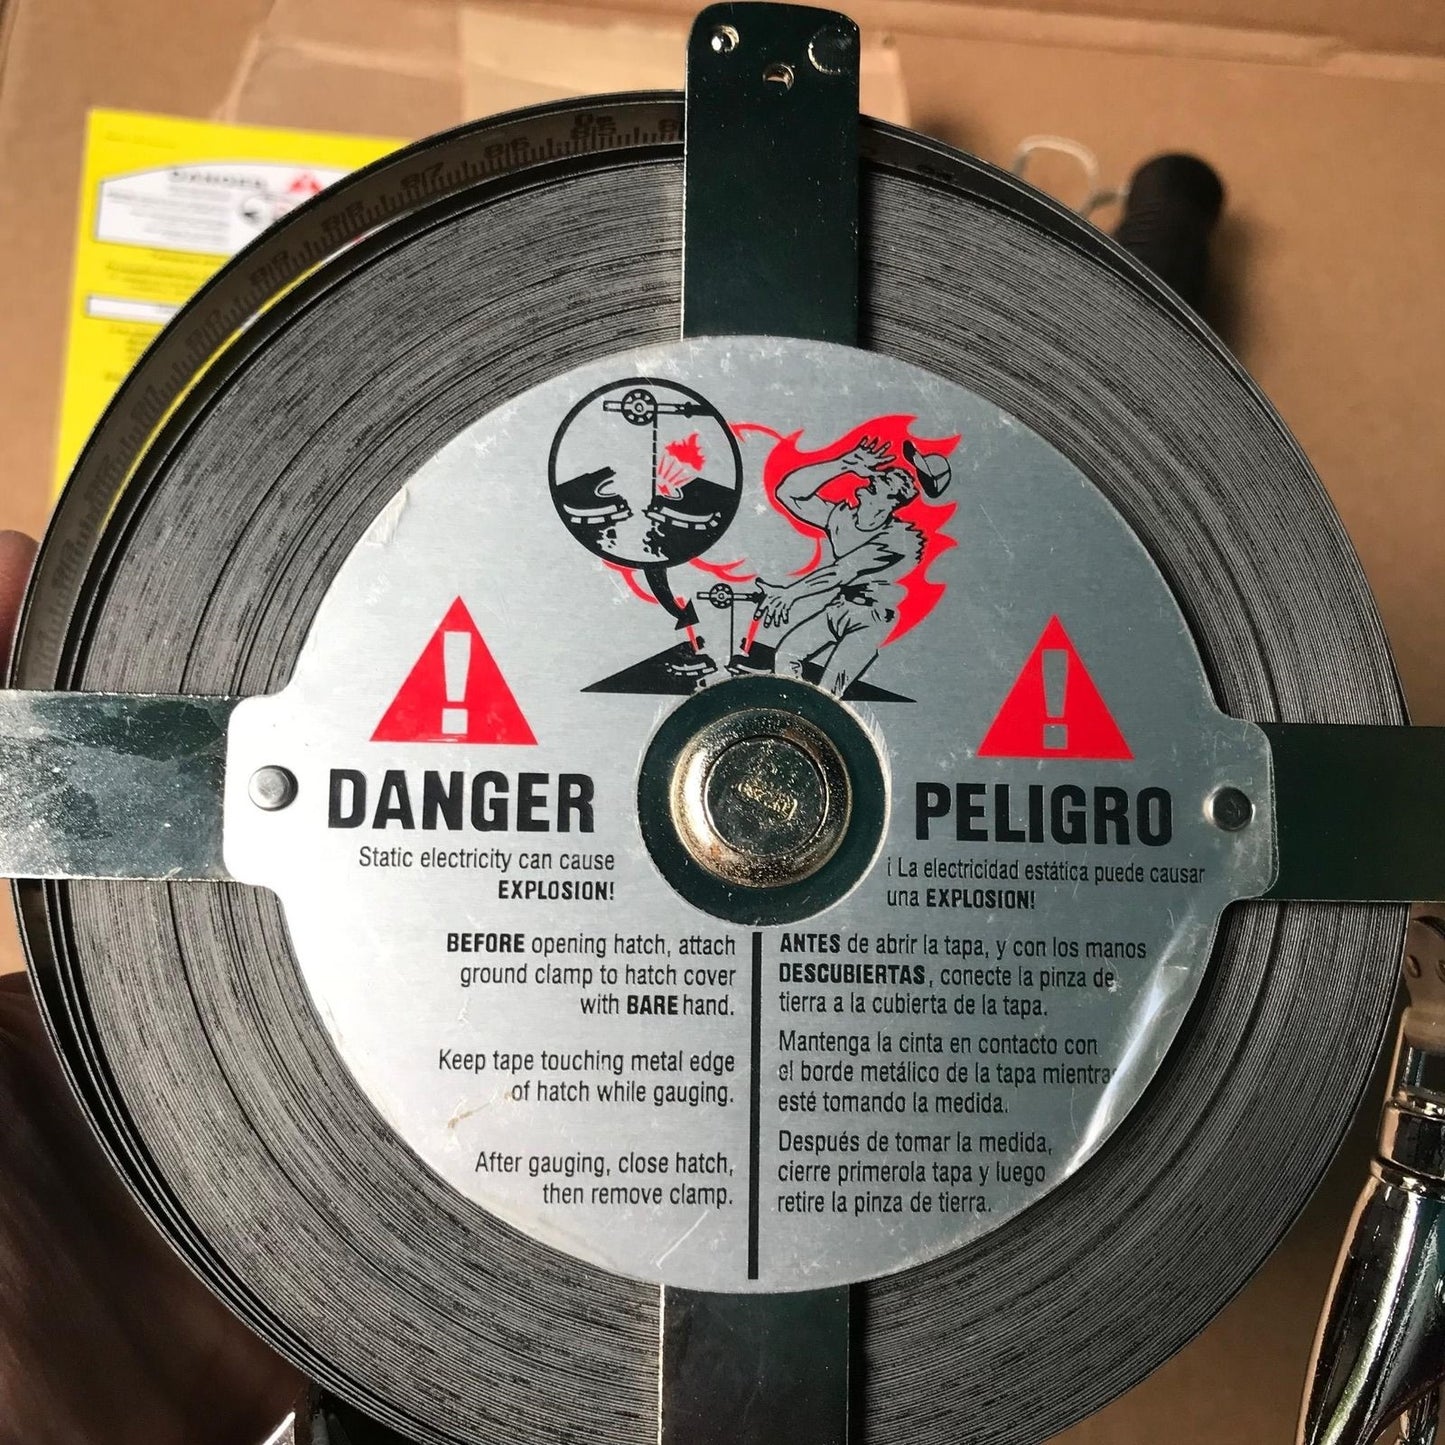 DANGER
DANGER
Static electricity can cause
EXPLOSION!
BEFORE opening hatch, attach
ground clamp to hatch cover
with BARE hand.
Keep tape touching metal edge
of hatch while gauging.
After gauging, close hatch,
then remove clamp.
PELIGRO
¡ La electricidad estática puede causar
una EXPLOSION!
ANTES de abrir la tapa, y con los manos
DESCUBIERTAS, conecte la pinza de
tierra a la cubierta de la tapa.
Mantenga la cinta en contacto con
el borde metálico de la tapa mientras
esté tomando la medida.
Después de tomar la medida,
cierre primerola tapa y luego
retire la pinza de tierra.